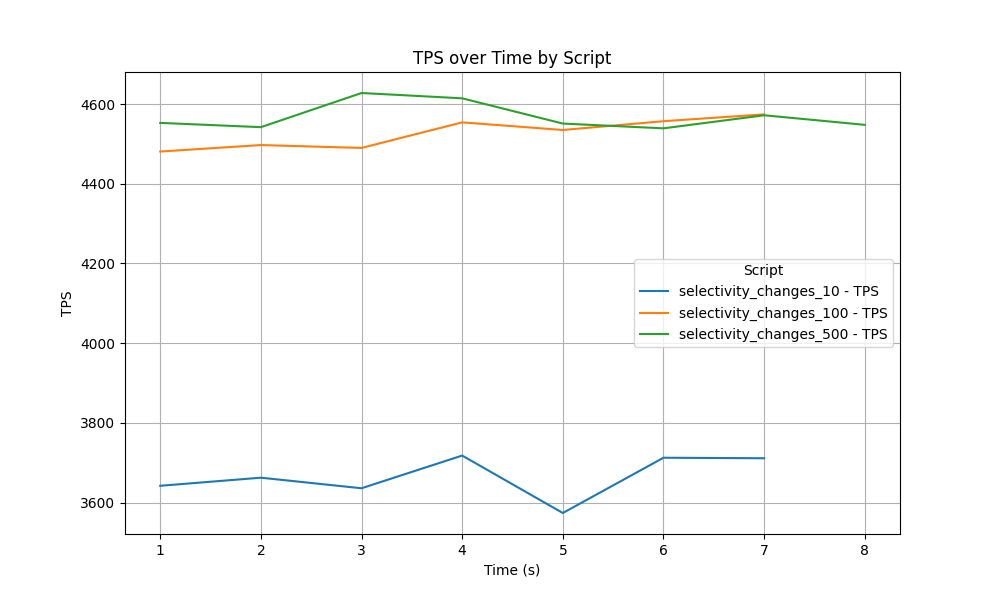 TPS over Time by Script
4600
4400
4200
4000
3800
3600
TPS
Script
selectivity_changes_10 - TPS
selectivity_changes_100 - TPS
selectivity_changes_500 - TPS
1 2 3 4 5 6 7 8
Time (s)